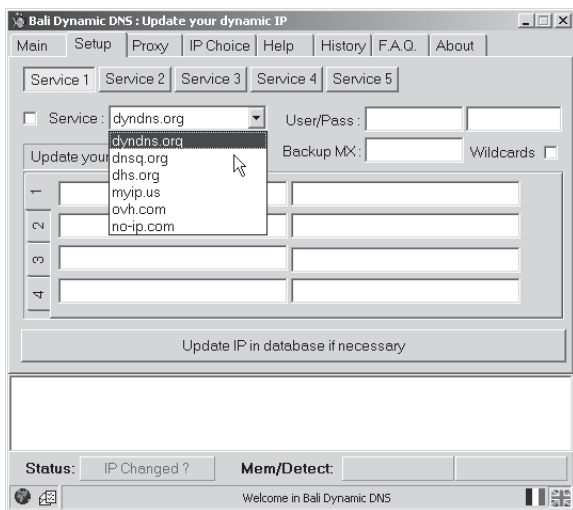 Bali Dynamic DNS : Update your dynamic IP
Main Setup Proxy IP Choice Help History F.A.Q. About
Service 1 Service 2 Service 3 Service 4 Service 5
Service : dyndns.org User/Pass :
dyndns.org
dnsq.org
dhs.org
myip.us
ovh.com
no-ip.com
Update your
Backup MX : Wildcards
1
2
3
4
Update IP in database if necessary
Status: IP Changed ? Mem/Detect:
Welcome in Bali Dynamic DNS